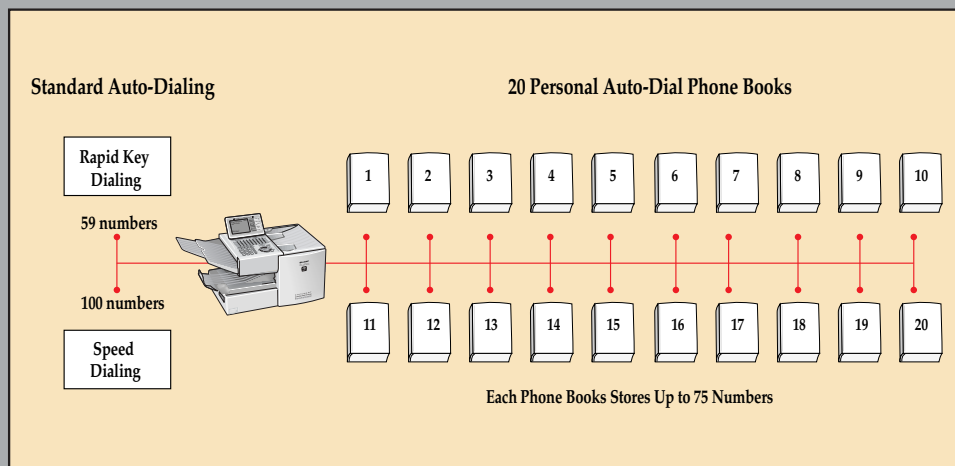 Standard Auto-Dialing
20 Personal Auto-Dial Phone Books
Rapid Key
Dialing
59 numbers
100 numbers
Speed
Dialing
1 2 3 4 5 6 7 8 9 10
11 12 13 14 15 16 17 18 19 20
Each Phone Books Stores Up to 75 Numbers